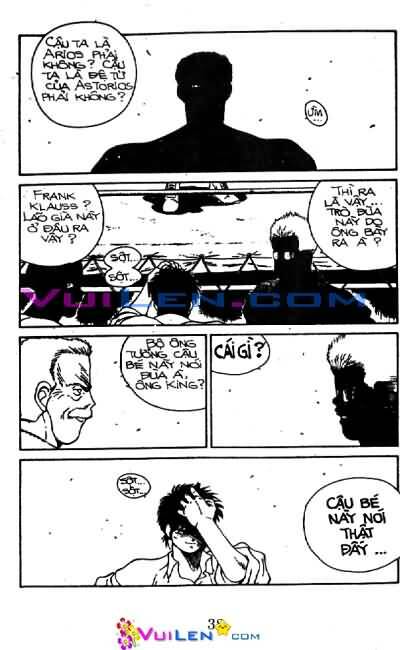 CẬU TA LÀ
ARIOS PHẢI
KHÔNG? CẬU
TA LÀ ĐỆ TỬ
CỦA ASTORIOS
PHẢI KHÔNG?
ỪM
...
FRANK
KLAUSS?
LÃO GIÀ NÀY
Ở ĐÂU RA
VẬY?
THÌ RA
LÀ VẬY...
TRÒ ĐÙA
NÀY DO
ÔNG BÀY
RA À?
SỘT...
SỘT...
VUILEN.COM
BỘ ÔNG
TƯỞNG CẬU
BÉ NÀY NÓI
ĐÙA À,
ÔNG KING?
CÁI GÌ?
SỘT...
SỘT...
CẬU BÉ
NÀY NÓI
THẬT
ĐẤY...
VUILEN.COM